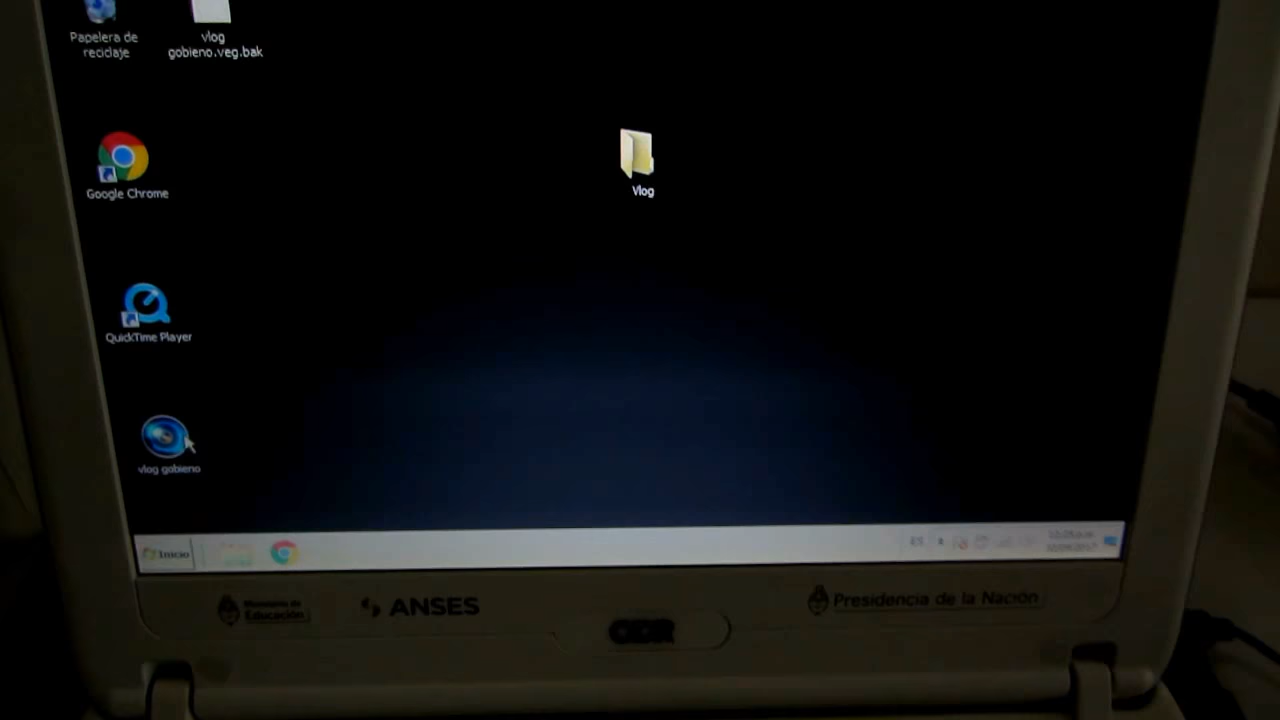 Papelera de
reciclaje
vlog
gobieno.veg.bak
Vlog
Google Chrome
QuickTime Player
vlog gobieno
Inicio
ES
Ministerio de
Educación
ANSES
Presidencia de la Nación